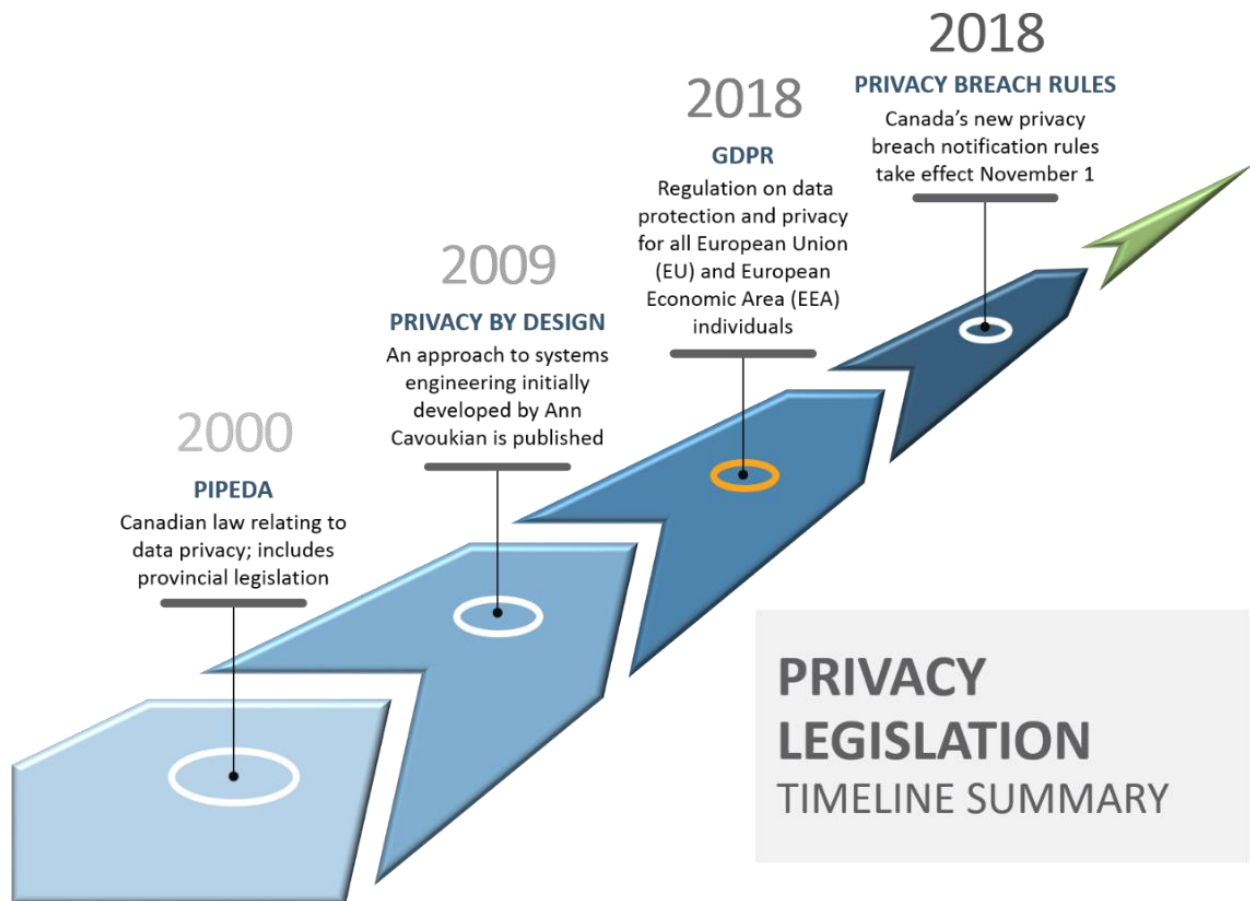 2000
PIPEDA
Canadian law relating to
data privacy; includes
provincial legislation
2009
PRIVACY BY DESIGN
An approach to systems
engineering initially
developed by Ann
Cavoukian is published
2018
GDPR
Regulation on data
protection and privacy
for all European Union
(EU) and European
Economic Area (EEA)
individuals
2018
PRIVACY BREACH RULES
Canada’s new privacy
breach notification rules
take effect November 1
PRIVACY
LEGISLATION
TIMELINE SUMMARY